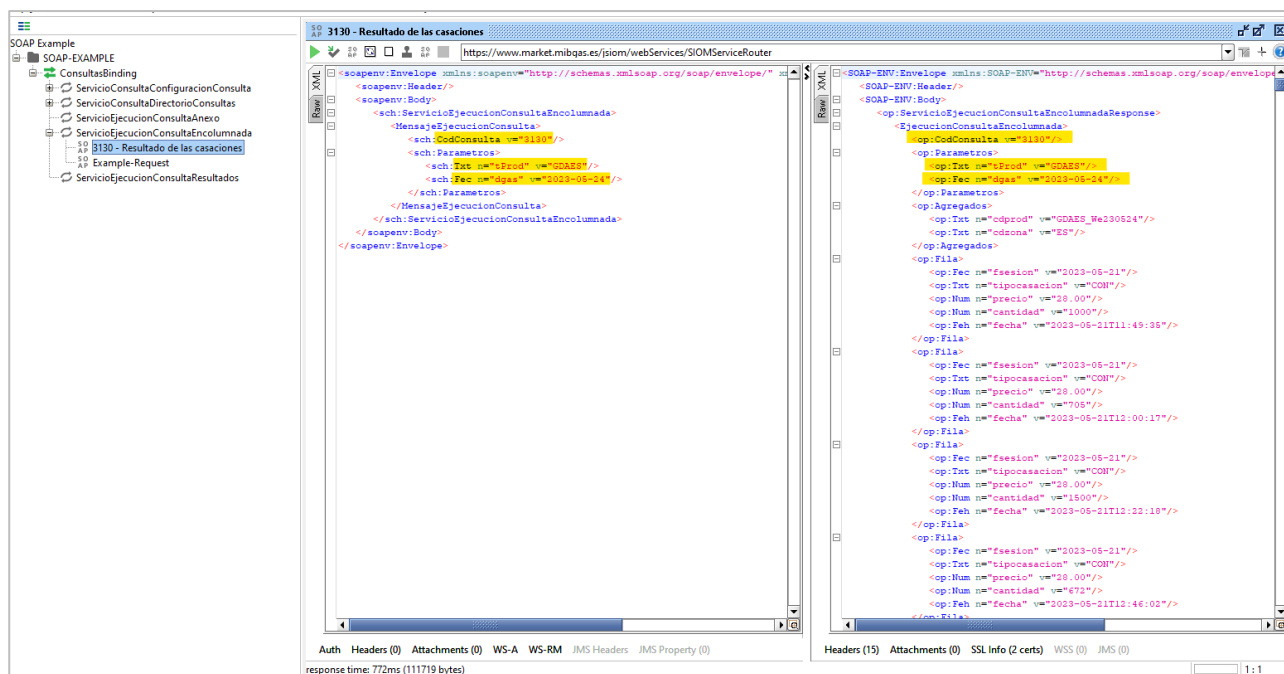 SOAP Example
SOAP-EXAMPLE
ConsultasBinding
ServicioConsultaConfiguracionConsulta
ServicioConsultaDirectorioConsultas
ServicioEjecucionConsultaAnexo
ServicioEjecucionConsultaEncolumnada
3130 - Resultado de las casaciones
Example-Request
ServicioEjecucionConsultaResultados
3130 - Resultado de las casaciones
https://www.market.mibgas.es/jsiom/webServices/SIOMServiceRouter
XML
Raw
<soapenv:Envelope xmlns:soapenv="http://schemas.xmlsoap.org/soap/envelope/"
<soapenv:Header/>
<soapenv:Body>
<sch:ServicioEjecucionConsultaEncolumnada>
<MensajeEjecucionConsulta>
<sch:CodConsulta v="3130"/>
<sch:Parametros>
<sch:Txt n="tProd" v="GDAES"/>
<sch:Fec n="dgas" v="2023-05-24"/>
</sch:Parametros>
</MensajeEjecucionConsulta>
</sch:ServicioEjecucionConsultaEncolumnada>
</soapenv:Body>
</soapenv:Envelope>
Auth Headers (0) Attachments (0) WS-A WS-RM JMS Headers JMS Property (0)
XML
Raw
<SOAP-ENV:Envelope xmlns:SOAP-ENV="http://schemas.xmlsoap.org/soap/envelope
<SOAP-ENV:Header/>
<SOAP-ENV:Body>
<op:ServicioEjecucionConsultaEncolumnadaResponse>
<EjecucionConsultaEncolumnada>
<op:CodConsulta v="3130"/>
<op:Parametros>
<op:Txt n="tProd" v="GDAES"/>
<op:Fec n="dgas" v="2023-05-24"/>
</op:Parametros>
<op:Agregados>
<op:Txt n="cdprod" v="GDAES_We230524"/>
<op:Txt n="cdzona" v="ES"/>
</op:Agregados>
<op:Fila>
<op:Fec n="fsesion" v="2023-05-21"/>
<op:Txt n="tipocasacion" v="CON"/>
<op:Num n="precio" v="28.00"/>
<op:Num n="cantidad" v="1000"/>
<op:Feh n="fecha" v="2023-05-21T11:49:35"/>
</op:Fila>
<op:Fila>
<op:Fec n="fsesion" v="2023-05-21"/>
<op:Txt n="tipocasacion" v="CON"/>
<op:Num n="precio" v="28.00"/>
<op:Num n="cantidad" v="705"/>
<op:Feh n="fecha" v="2023-05-21T12:00:17"/>
</op:Fila>
<op:Fila>
<op:Fec n="fsesion" v="2023-05-21"/>
<op:Txt n="tipocasacion" v="CON"/>
<op:Num n="precio" v="28.00"/>
<op:Num n="cantidad" v="1500"/>
<op:Feh n="fecha" v="2023-05-21T12:22:18"/>
</op:Fila>
<op:Fila>
<op:Fec n="fsesion" v="2023-05-21"/>
<op:Txt n="tipocasacion" v="CON"/>
<op:Num n="precio" v="28.00"/>
<op:Num n="cantidad" v="672"/>
<op:Feh n="fecha" v="2023-05-21T12:46:02"/>
</op:Fila>
Headers (15) Attachments (0) SSL Info (2 certs) WSS (0) JMS (0)
response time: 772ms (111719 bytes)
1 : 1